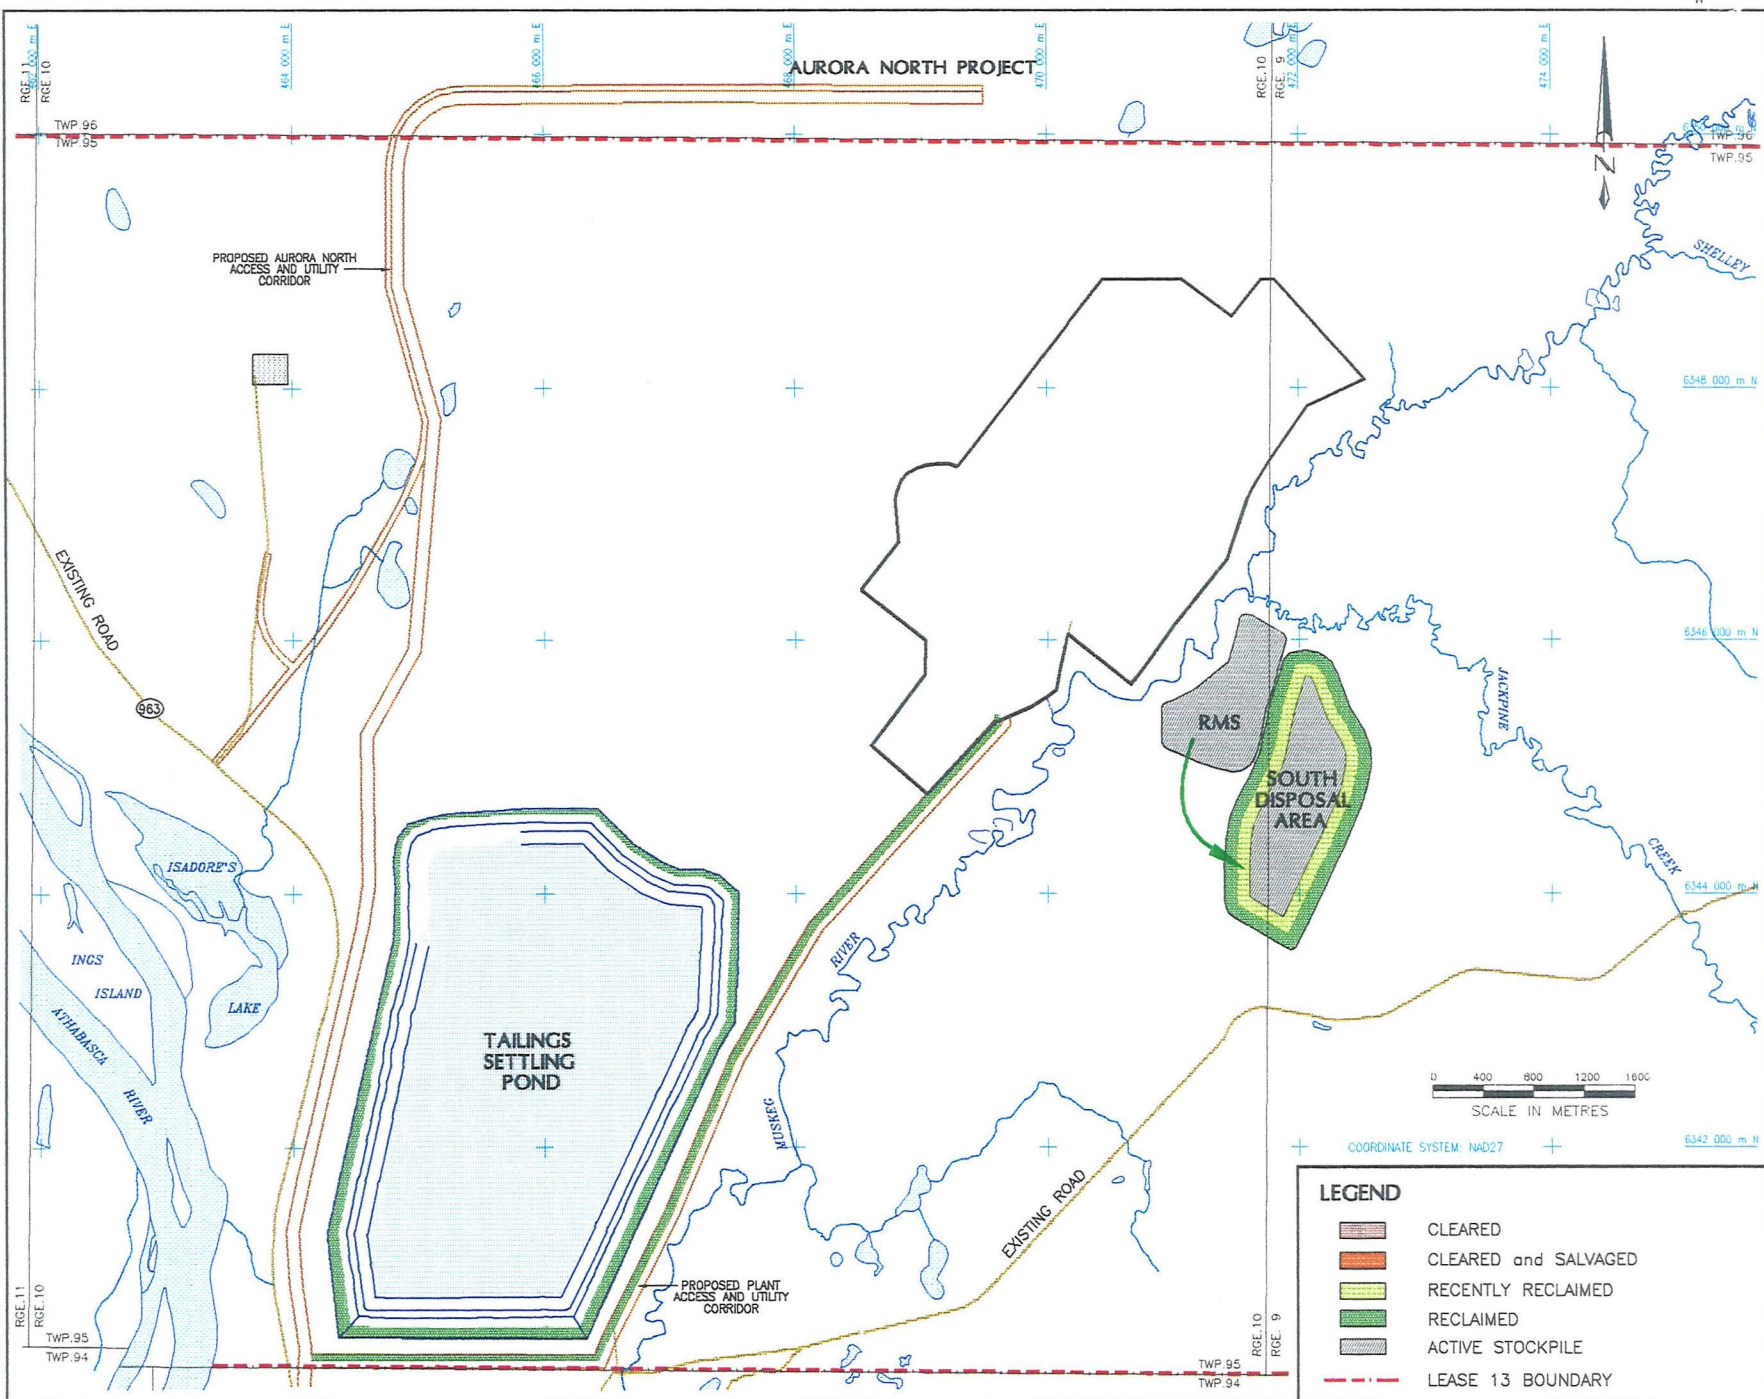 462 000 m E
464 000 m E
466 000 m E
468 000 m E
470 000 m E
472 000 m E
474 000 m E
RGE.11
RGE.10
AURORA NORTH PROJECT
RGE.10
RGE. 9
TWP.96
TWP.95
TWP.96
TWP.95
N
SHELLEY
PROPOSED AURORA NORTH
ACCESS AND UTILITY
CORRIDOR
6348 000 m N
EXISTING ROAD
963
6346 000 m N
JACKPINE
CREEK
RMS
SOUTH
DISPOSAL
AREA
ISADORE'S
LAKE
6344 000 m N
INGS
ISLAND
ATHABASCA
RIVER
RIVER
MUSKEG
TAILINGS
SETTLING
POND
0 400 800 1200 1600
SCALE IN METRES
COORDINATE SYSTEM: NAD27
6342 000 m N
EXISTING ROAD
PROPOSED PLANT
ACCESS AND UTILITY
CORRIDOR
RGE.11
RGE.10
TWP.95
TWP.94
RGE.10
RGE. 9
TWP.95
TWP.94
LEGEND
CLEARED
CLEARED and SALVAGED
RECENTLY RECLAIMED
RECLAIMED
ACTIVE STOCKPILE
LEASE 13 BOUNDARY